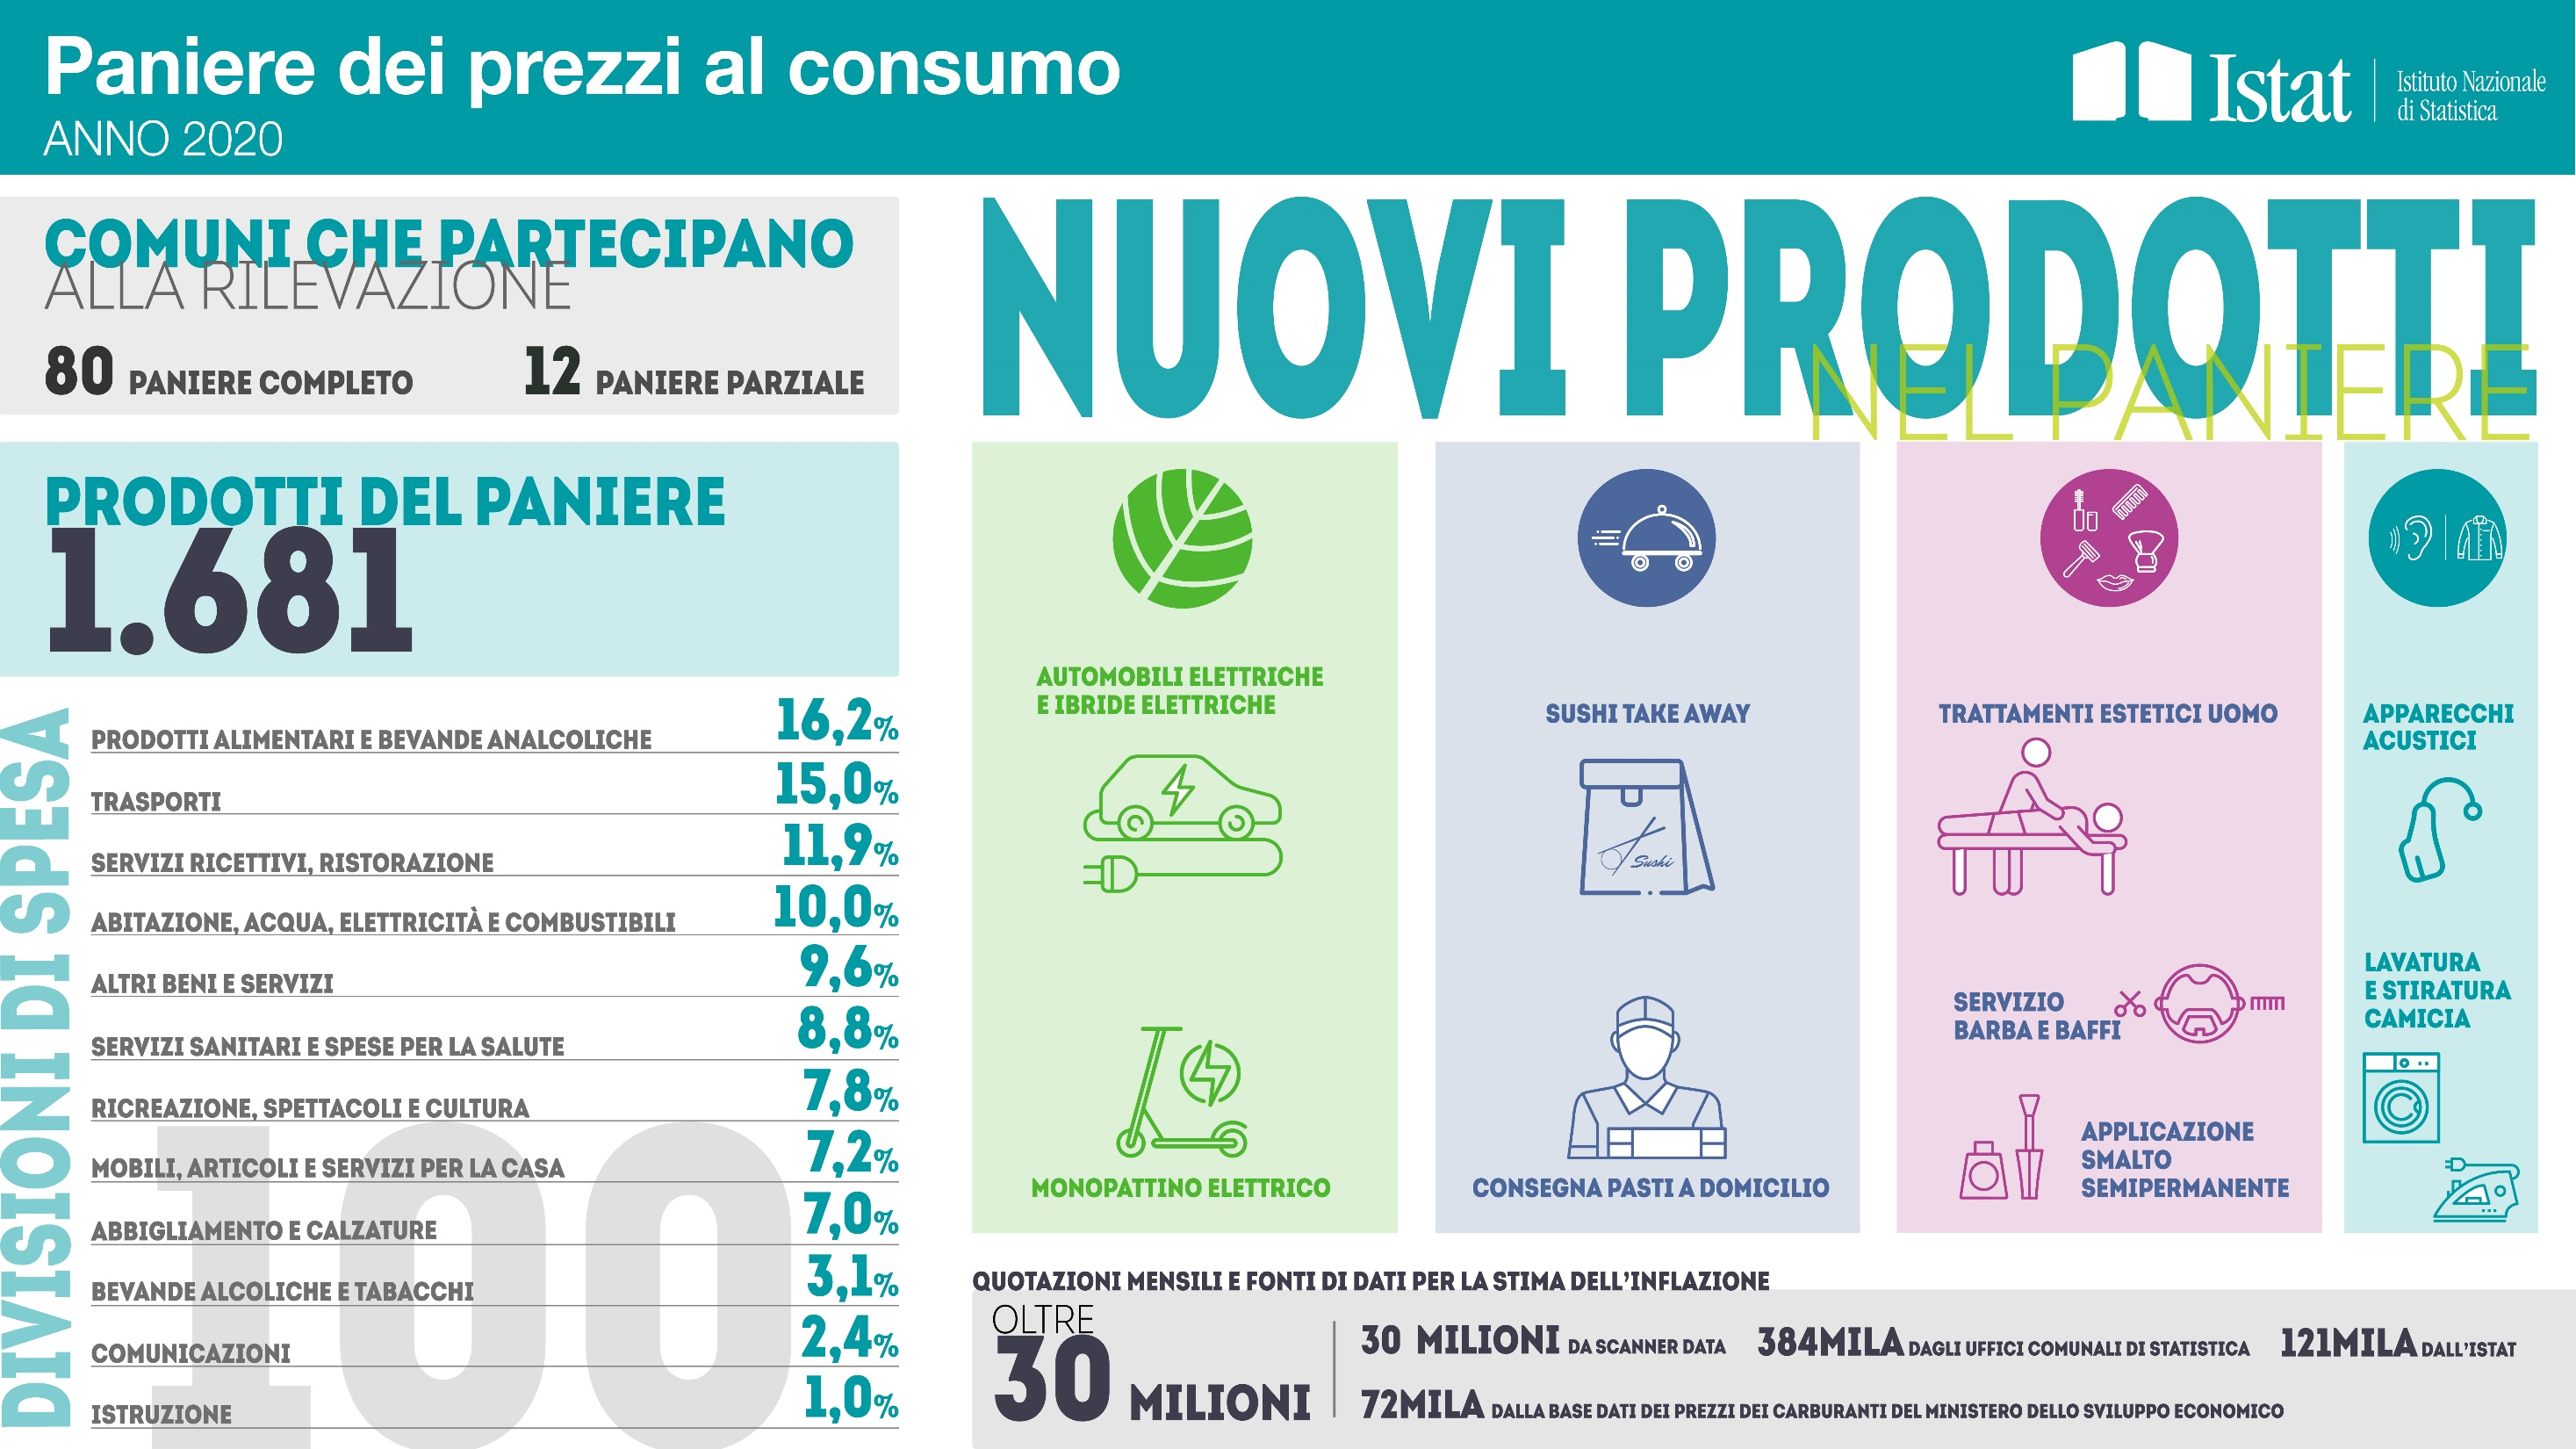 Paniere dei prezzi al consumo
ANNO 2020
Istat
Istituto Nazionale
di Statistica
COMUNI CHE PARTECIPANO
ALLA RILEVAZIONE
80 PANIERE COMPLETO
12 PANIERE PARZIALE
PRODOTTI DEL PANIERE
1.681
DIVISIONI DI SPESA
PRODOTTI ALIMENTARI E BEVANDE ANALCOLICHE 16,2%
TRASPORTI 15,0%
SERVIZI RICETTIVI, RISTORAZIONE 11,9%
ABITAZIONE, ACQUA, ELETTRICITÀ E COMBUSTIBILI 10,0%
ALTRI BENI E SERVIZI 9,6%
SERVIZI SANITARI E SPESE PER LA SALUTE 8,8%
RICREAZIONE, SPETTACOLI E CULTURA 7,8%
MOBILI, ARTICOLI E SERVIZI PER LA CASA 7,2%
ABBIGLIAMENTO E CALZATURE 7,0%
BEVANDE ALCOLICHE E TABACCHI 3,1%
COMUNICAZIONI 2,4%
ISTRUZIONE 1,0%
100
NUOVI PRODOTTI
NEL PANIERE
AUTOMOBILI ELETTRICHE
E IBRIDE ELETTRICHE
MONOPATTINO ELETTRICO
SUSHI TAKE AWAY
Sushi
CONSEGNA PASTI A DOMICILIO
TRATTAMENTI ESTETICI UOMO
SERVIZIO
BARBA E BAFFI
APPLICAZIONE
SMALTO
SEMIPERMANENTE
APPARECCHI
ACUSTICI
LAVATURA
E STIRATURA
CAMICIA
QUOTAZIONI MENSILI E FONTI DI DATI PER LA STIMA DELL'INFLAZIONE
OLTRE
30 MILIONI
30 MILIONI DA SCANNER DATA
384MILA DAGLI UFFICI COMUNALI DI STATISTICA
121MILA DALL'ISTAT
72MILA DALLA BASE DATI DEI PREZZI DEI CARBURANTI DEL MINISTERO DELLO SVILUPPO ECONOMICO